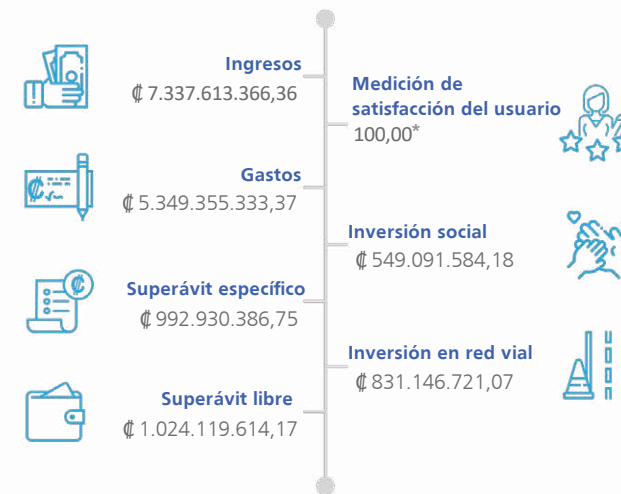 Ingresos
₡ 7.337.613.366,36
Gastos
₡ 5.349.355.333,37
Superávit específico
₡ 992.930.386,75
Superávit libre
₡ 1.024.119.614,17
Medición de
satisfacción del usuario
100,00*
Inversión social
₡ 549.091.584,18
Inversión en red vial
₡ 831.146.721,07